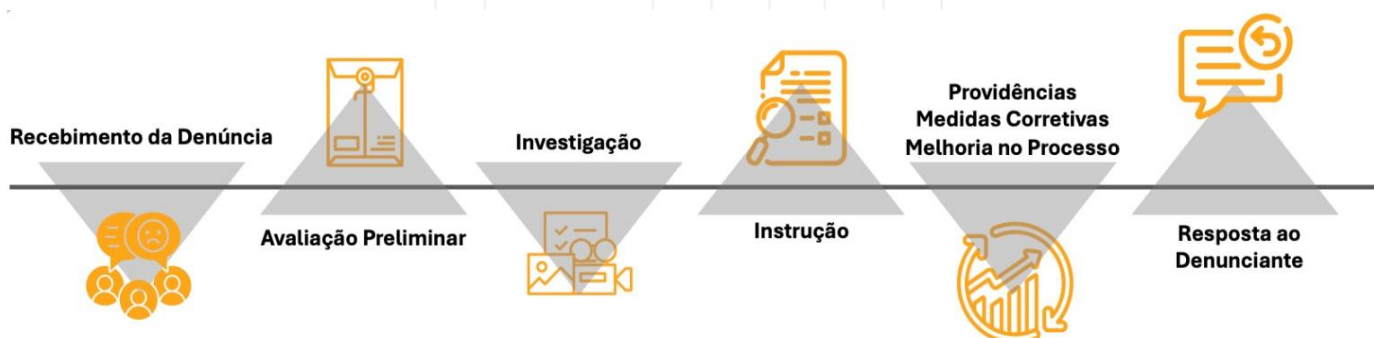 Recebimento da Denúncia
Avaliação Preliminar
Investigação
Instrução
Providências
Medidas Corretivas
Melhoria no Processo
Resposta ao
Denunciante